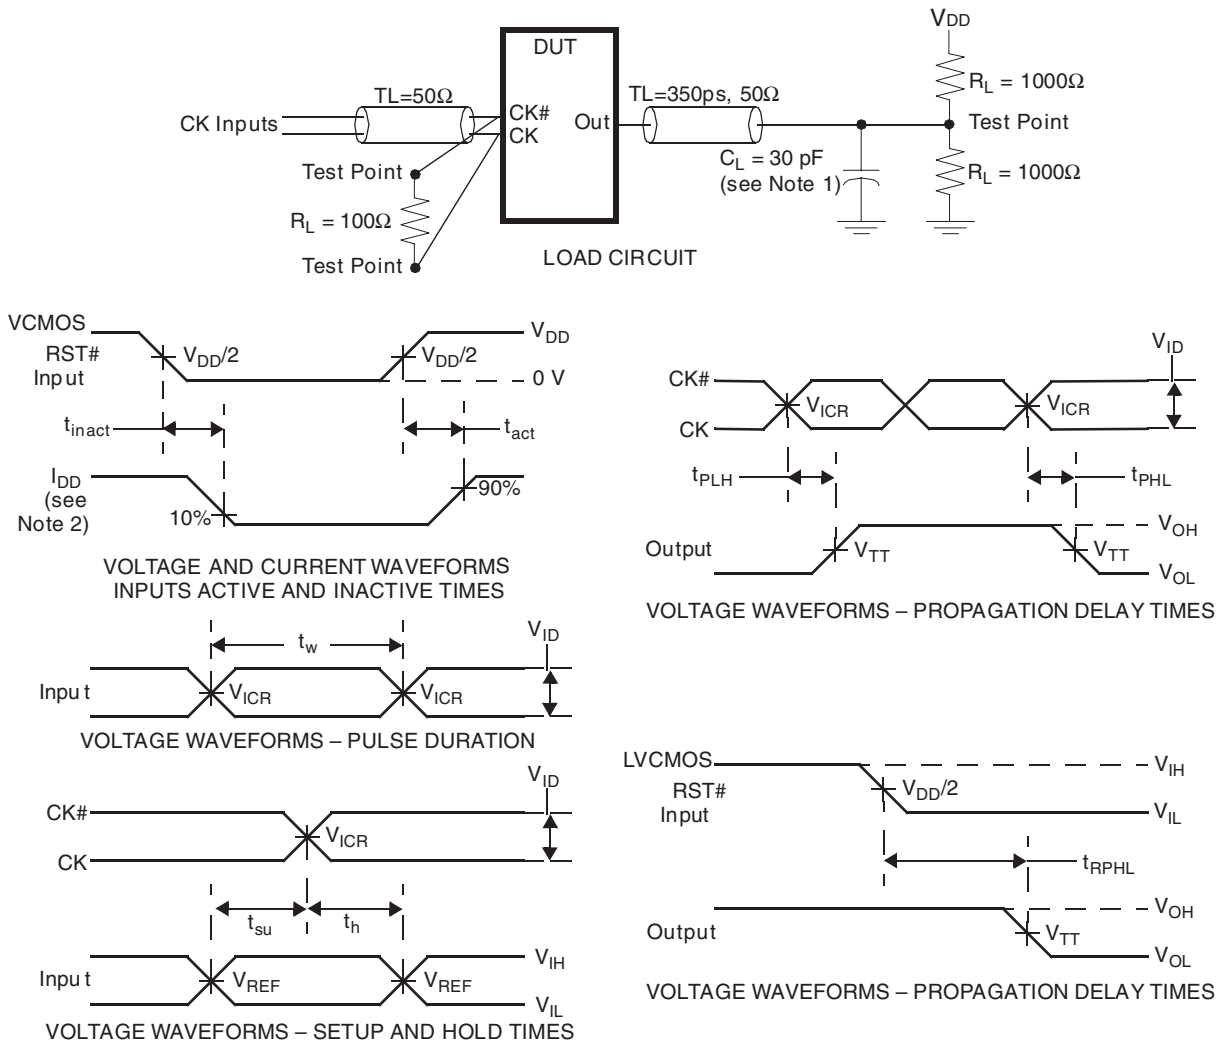 VDD
DUT
TL=50Ω
TL=350ps, 50Ω
RL = 1000Ω
CK Inputs
CK#
CK
Out
Test Point
Test Point
CL = 30 pF
(see Note 1)
RL = 1000Ω
RL = 100Ω
Test Point
LOAD CIRCUIT
VCMOS
RST#
Input
VDD/2
VDD/2
VDD
0 V
tinact
tact
IDD
(see
Note 2)
10%
90%
VOLTAGE AND CURRENT WAVEFORMS
INPUTS ACTIVE AND INACTIVE TIMES
VID
CK#
CK
VICR
VICR
tPLH
tPHL
Output
VTT
VTT
VOH
VOL
VOLTAGE WAVEFORMS – PROPAGATION DELAY TIMES
tw
VID
Input
VICR
VICR
VOLTAGE WAVEFORMS – PULSE DURATION
VID
CK#
CK
VICR
tsu
th
Input
VREF
VREF
VIH
VIL
VOLTAGE WAVEFORMS – SETUP AND HOLD TIMES
LVCMOS
RST#
Input
VDD/2
VIH
VIL
tRPHL
Output
VTT
VOH
VOL
VOLTAGE WAVEFORMS – PROPAGATION DELAY TIMES